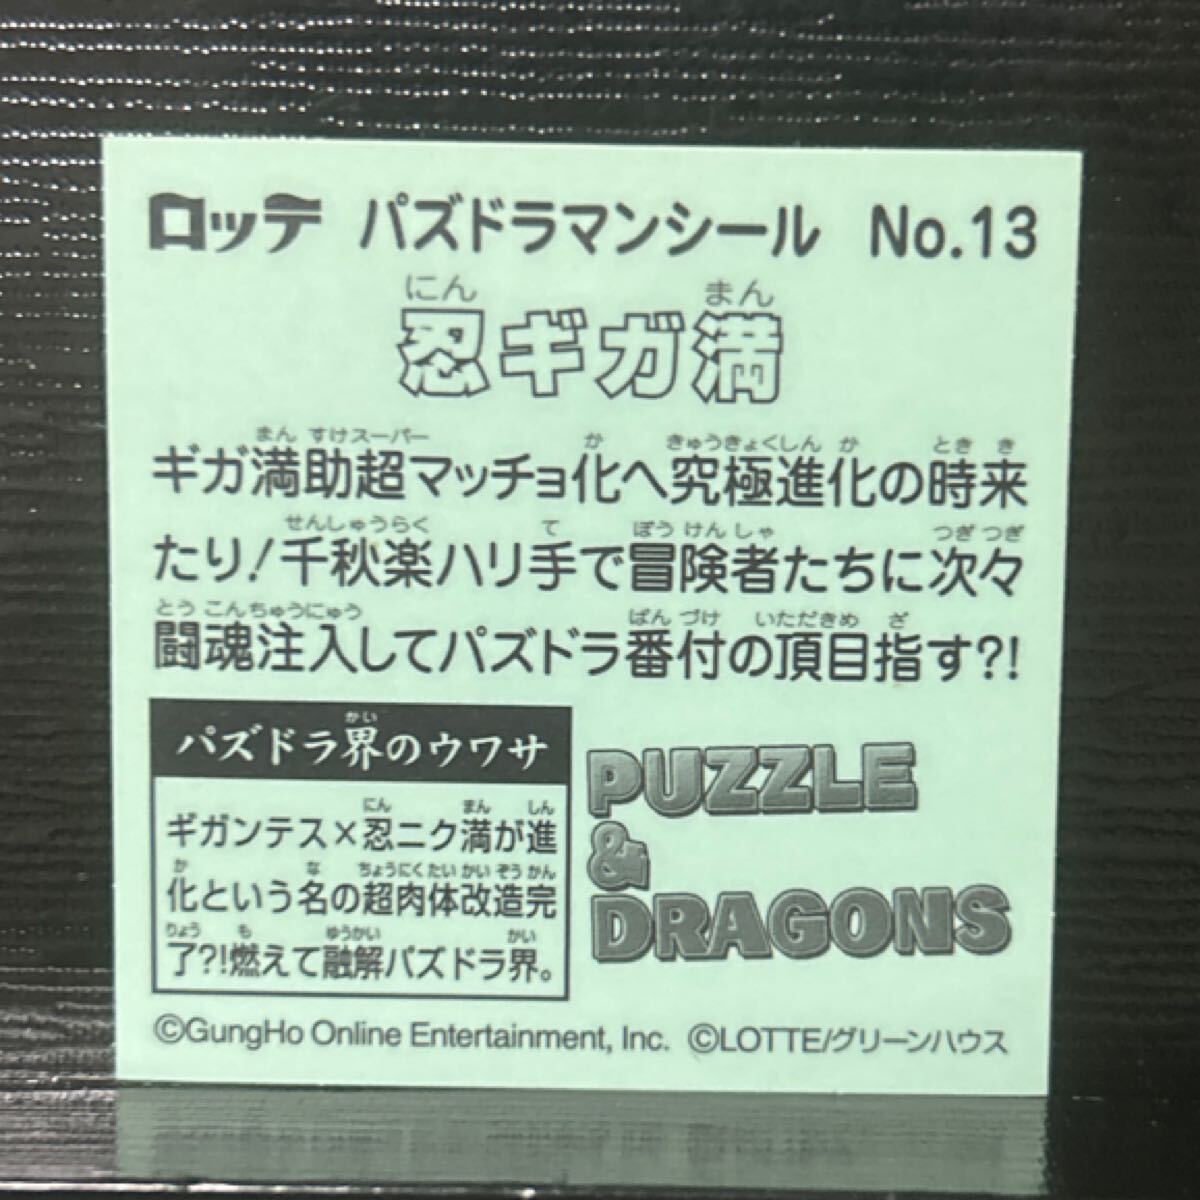 ロッテ パズドラマンシール No.13
にん まん
忍ギガ満
まん すけスーパー か きゅうきょくしん か とき き
ギガ満助超マッチョ化へ究極進化の時来
せんしゅうらく て ぼう けん しゃ つぎ つぎ
たり!千秋楽ハリ手で冒険者たちに次々
とう こんちゅうにゅう ばん づけ いただきめ ざ
闘魂注入してパズドラ番付の頂目指す?!
かい
パズドラ界のウワサ
にん まん しん
ギガンテス×忍ニク満が進
か な ちょうにくたい かい ぞう かん
化という名の超肉体改造完
りょう も ゆうかい かい
了?!燃えて融解パズドラ界。
PUZZLE
&
DRAGONS
©GungHo Online Entertainment, Inc. ©LOTTE/グリーンハウス